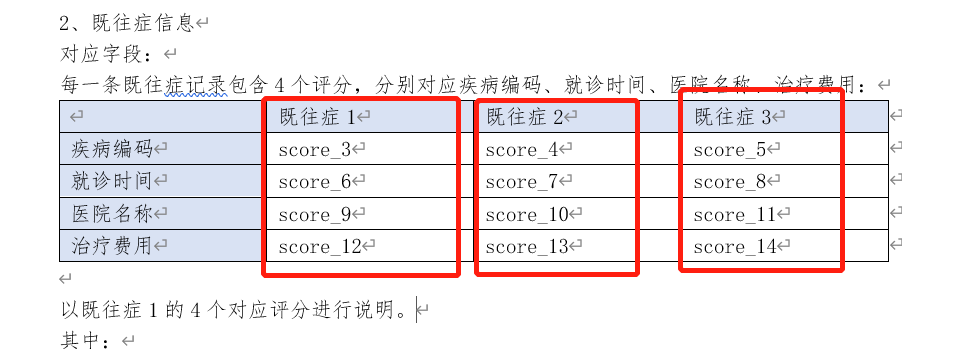 2、既往症信息
对应字段：
每一条既往症记录包含4个评分，分别对应疾病编码、就诊时间、医院名称、治疗费用：
既往症1 既往症2 既往症3
疾病编码 score_3 score_4 score_5
就诊时间 score_6 score_7 score_8
医院名称 score_9 score_10 score_11
治疗费用 score_12 score_13 score_14
以既往症1的4个对应评分进行说明。
其中：